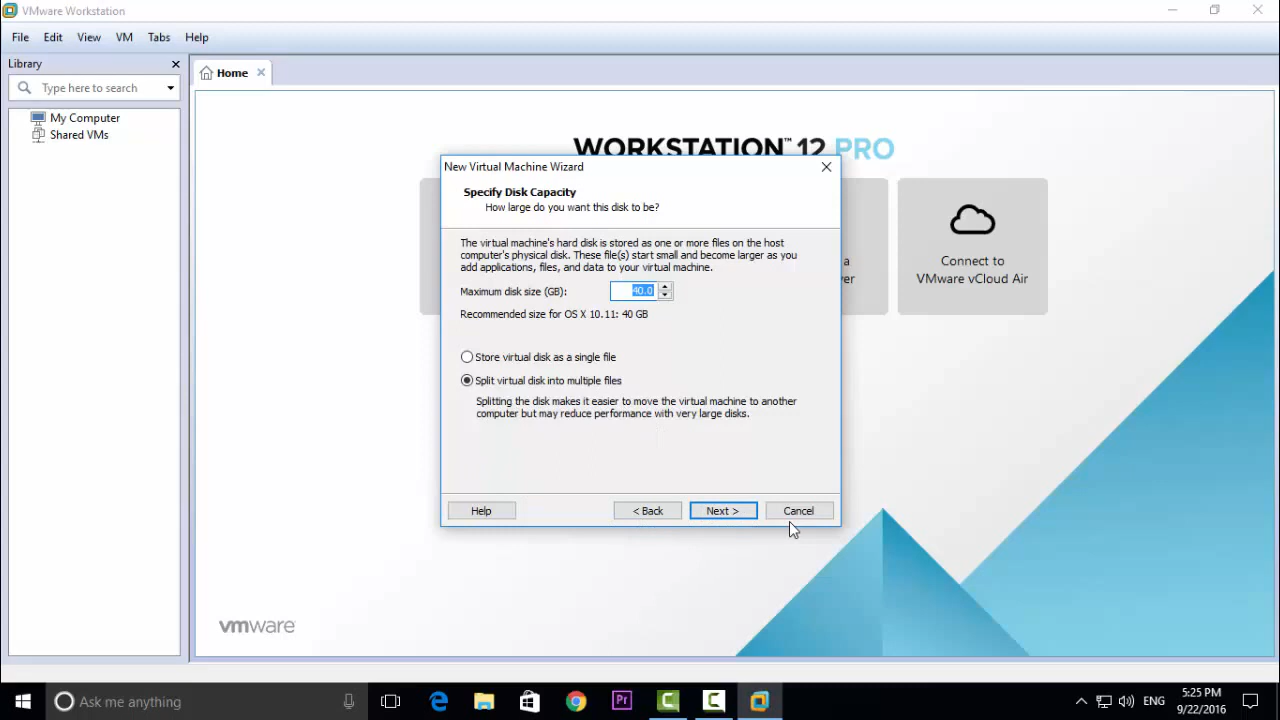 VMware Workstation
File Edit View VM Tabs Help
Library
Type here to search
My Computer
Shared VMs
Home
WORKSTATION™ 12 PRO
New Virtual Machine Wizard
Specify Disk Capacity
How large do you want this disk to be?
The virtual machine's hard disk is stored as one or more files on the host
computer's physical disk. These file(s) start small and become larger as you
add applications, files, and data to your virtual machine.
Maximum disk size (GB): 40.0
Recommended size for OS X 10.11: 40 GB
Store virtual disk as a single file
Split virtual disk into multiple files
Splitting the disk makes it easier to move the virtual machine to another
computer but may reduce performance with very large disks.
Help < Back Next > Cancel
a
ver
Connect to
VMware vCloud Air
vmware
Ask me anything
Pr
ENG
5:25 PM
9/22/2016